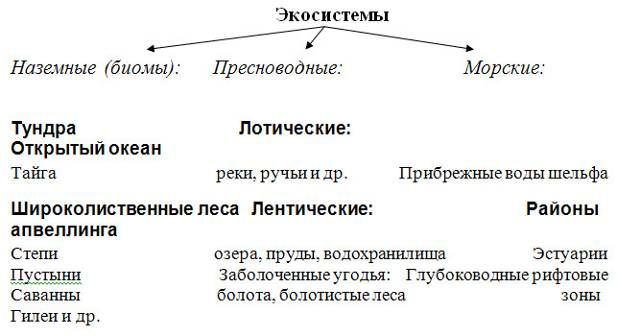 Экосистемы
Наземные (биомы): Пресноводные: Морские:
Тундра Лотические:
Открытый океан
Тайга реки, ручьи и др. Прибрежные воды шельфа
Широколиственные леса Лентические: Районы
апвеллинга
Степи озера, пруды, водохранилища Эстуарии
Пустыни Заболоченные угодья: Глубоководные рифтовые
Саванны болота, болотистые леса зоны
Гилеи и др.